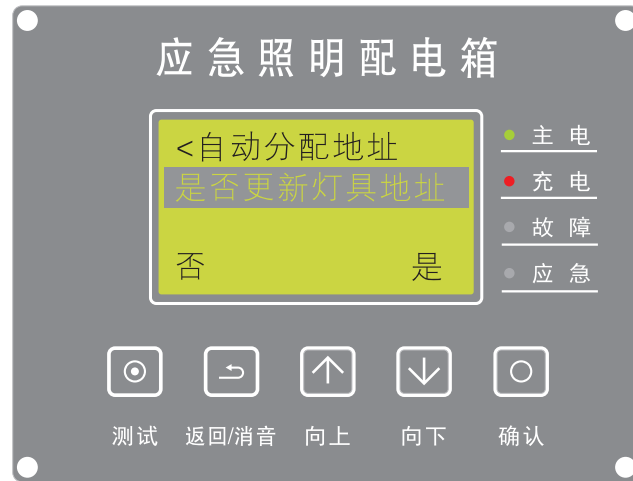 应急照明配电箱
<自动分配地址
是否更新灯具地址
否 是
主电
充电
故障
应急
测试 返回/消音 向上 向下 确认